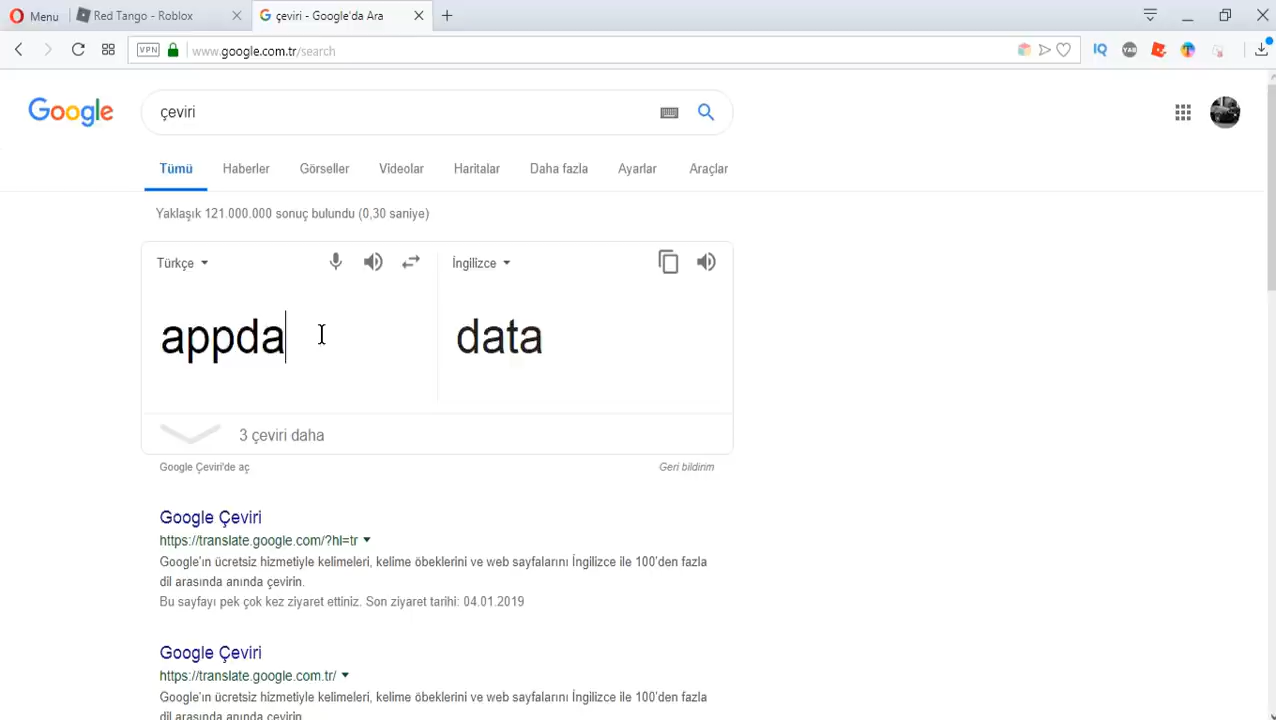 Menu
Red Tango - Roblox
çeviri - Google'da Ara
VPN
www.google.com.tr/search
IQ
Google
çeviri
Tümü
Haberler
Görseller
Videolar
Haritalar
Daha fazla
Ayarlar
Araçlar
Yaklaşık 121.000.000 sonuç bulundu (0,30 saniye)
Türkçe
İngilizce
appda
data
3 çeviri daha
Google Çeviri'de aç
Geri bildirim
Google Çeviri
https://translate.google.com/?hl=tr
Google'ın ücretsiz hizmetiyle kelimeleri, kelime öbeklerini ve web sayfalarını İngilizce ile 100'den fazla
dil arasında anında çevirin.
Bu sayfayı pek çok kez ziyaret ettiniz. Son ziyaret tarihi: 04.01.2019
Google Çeviri
https://translate.google.com.tr/
Google'ın ücretsiz hizmetiyle kelimeleri, kelime öbeklerini ve web sayfalarını İngilizce ile 100'den fazla
dil arasında anında çevirin.